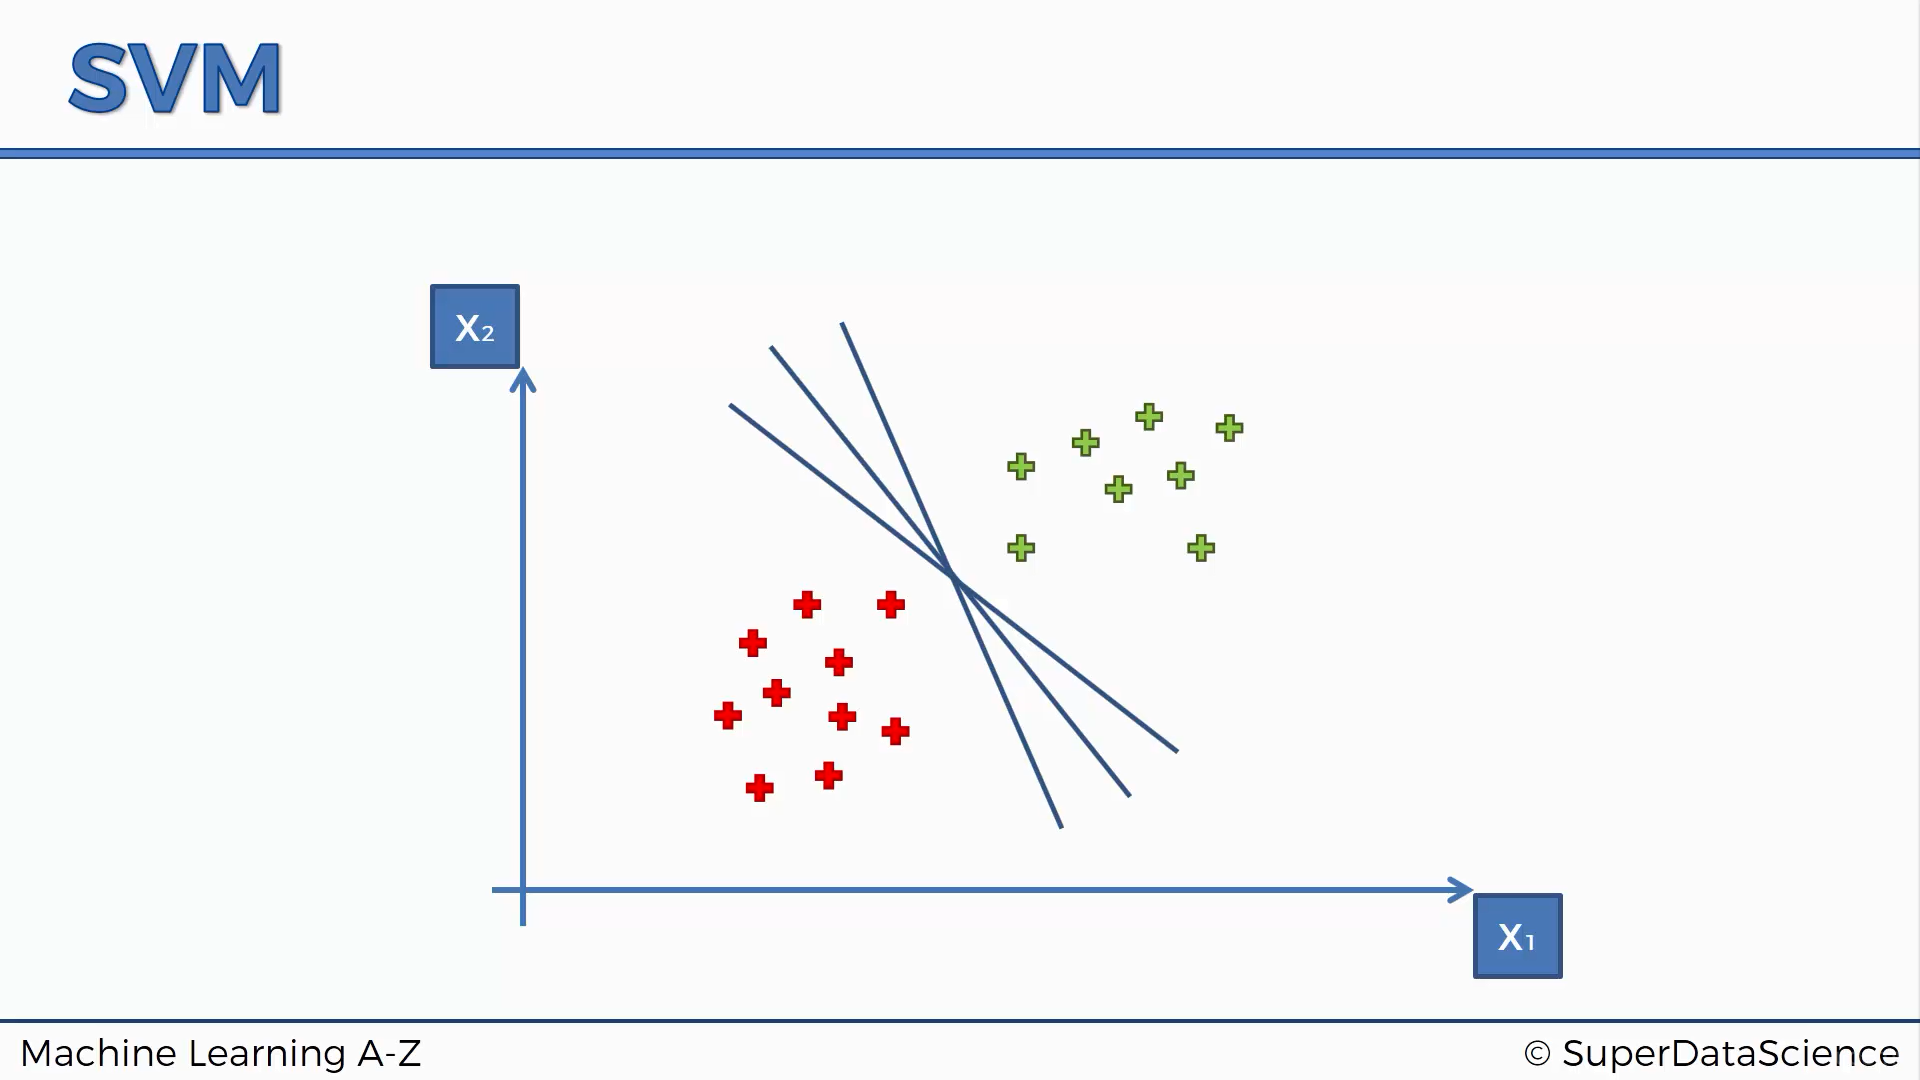 SVM
X₂
X₁
Machine Learning A-Z
© SuperDataScience